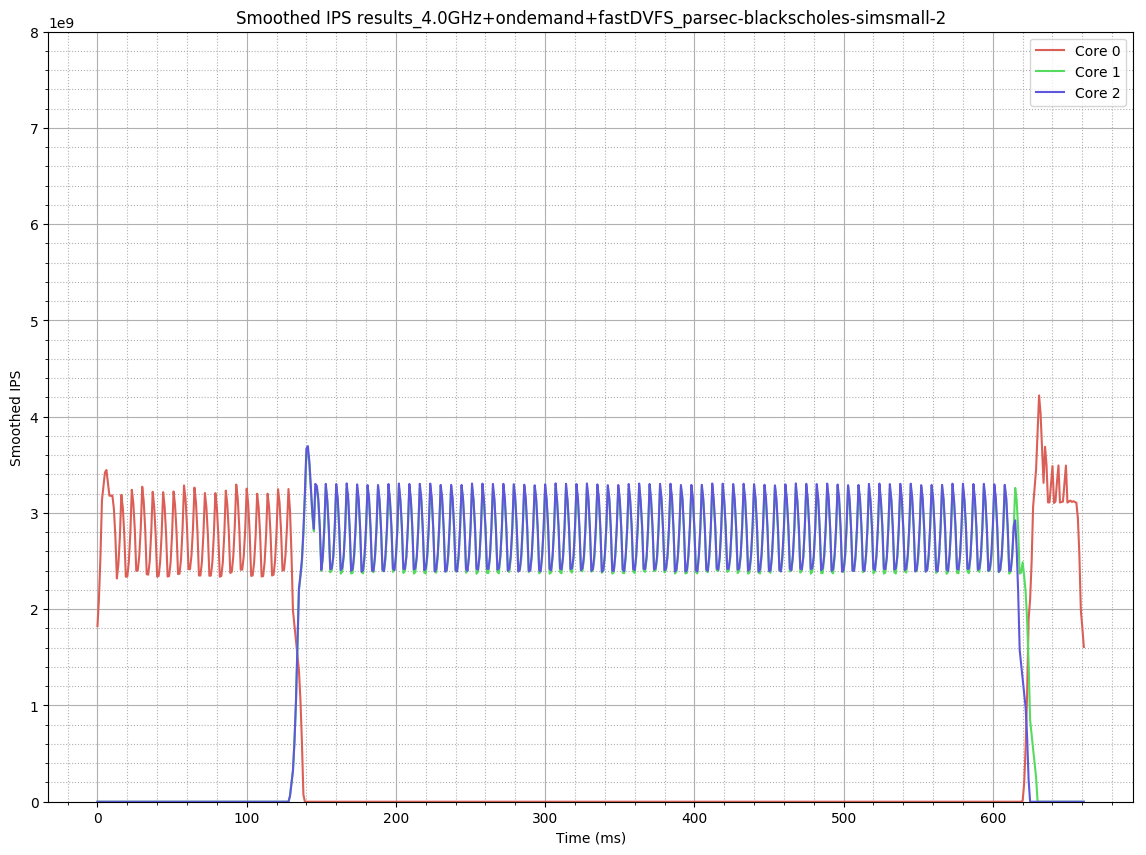 Smoothed IPS results_4.0GHz+ondemand+fastDVFS_parsec-blackscholes-simsmall-2
1e9
8
7
6
5
4
3
2
1
0
Smoothed IPS
Core 0
Core 1
Core 2
0 100 200 300 400 500 600
Time (ms)